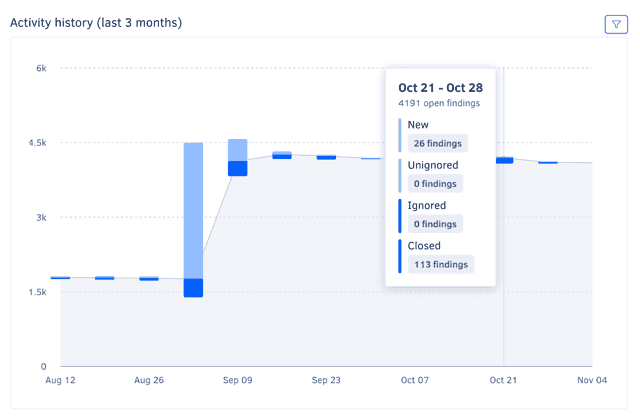 Activity history (last 3 months)
6k
4.5k
3k
1.5k
0
Oct 21 - Oct 28
4191 open findings
New
26 findings
Unignored
0 findings
Ignored
0 findings
Closed
113 findings
Aug 12
Aug 26
Sep 09
Sep 23
Oct 07
Oct 21
Nov 04